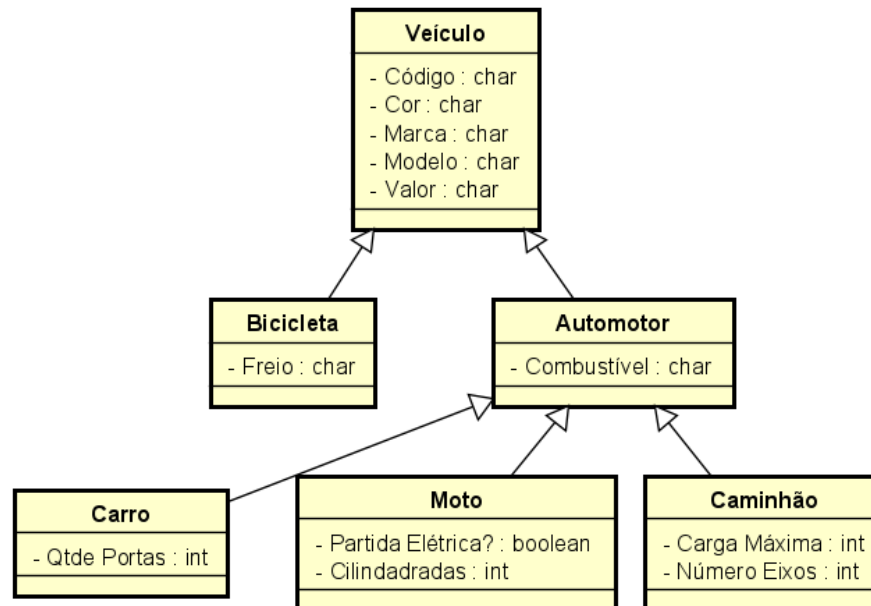 Veículo
- Código : char
- Cor : char
- Marca : char
- Modelo : char
- Valor : char
Bicicleta
- Freio : char
Automotor
- Combustível : char
Carro
- Qtde Portas : int
Moto
- Partida Elétrica? : boolean
- Cilindadradas : int
Caminhão
- Carga Máxima : int
- Número Eixos : int